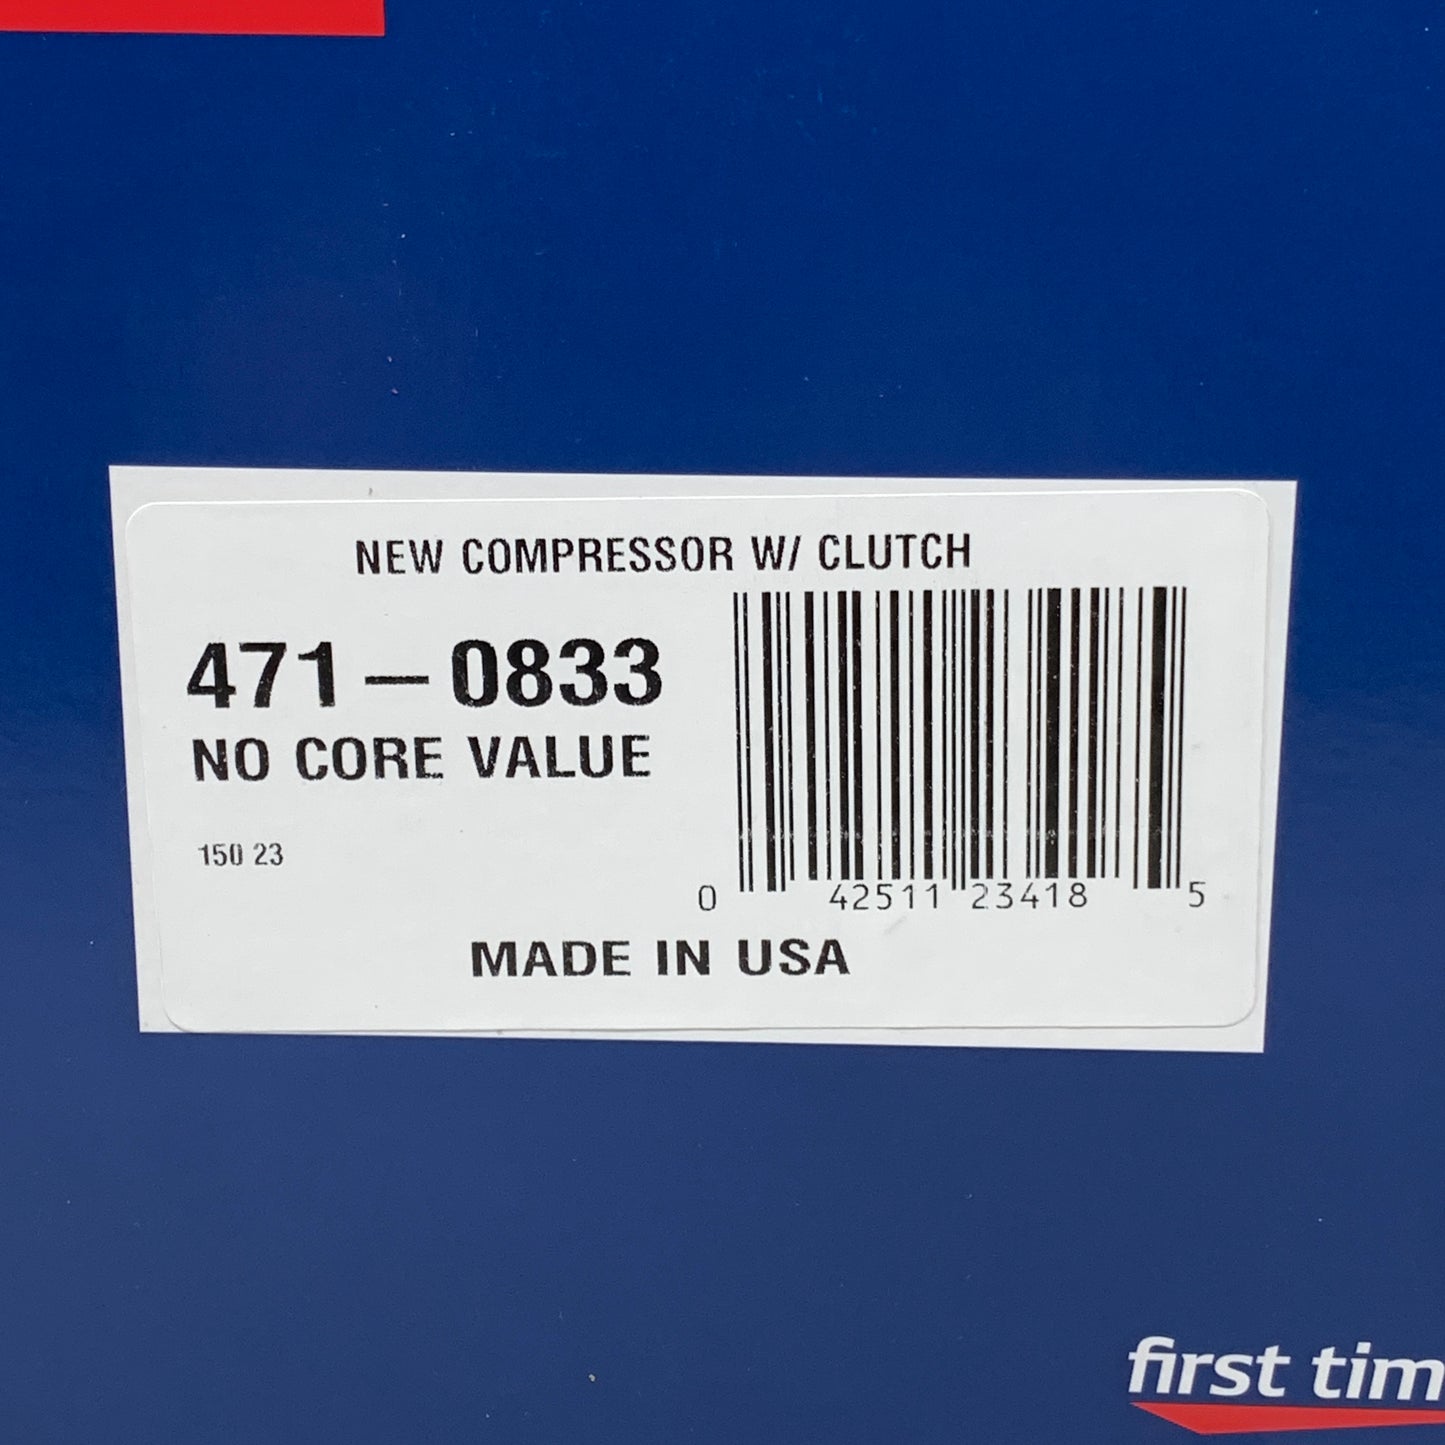 NEW COMPRESSOR W/ CLUTCH
471-0833
NO CORE VALUE
150 23
0 42511 23418 5
MADE IN USA
first tim